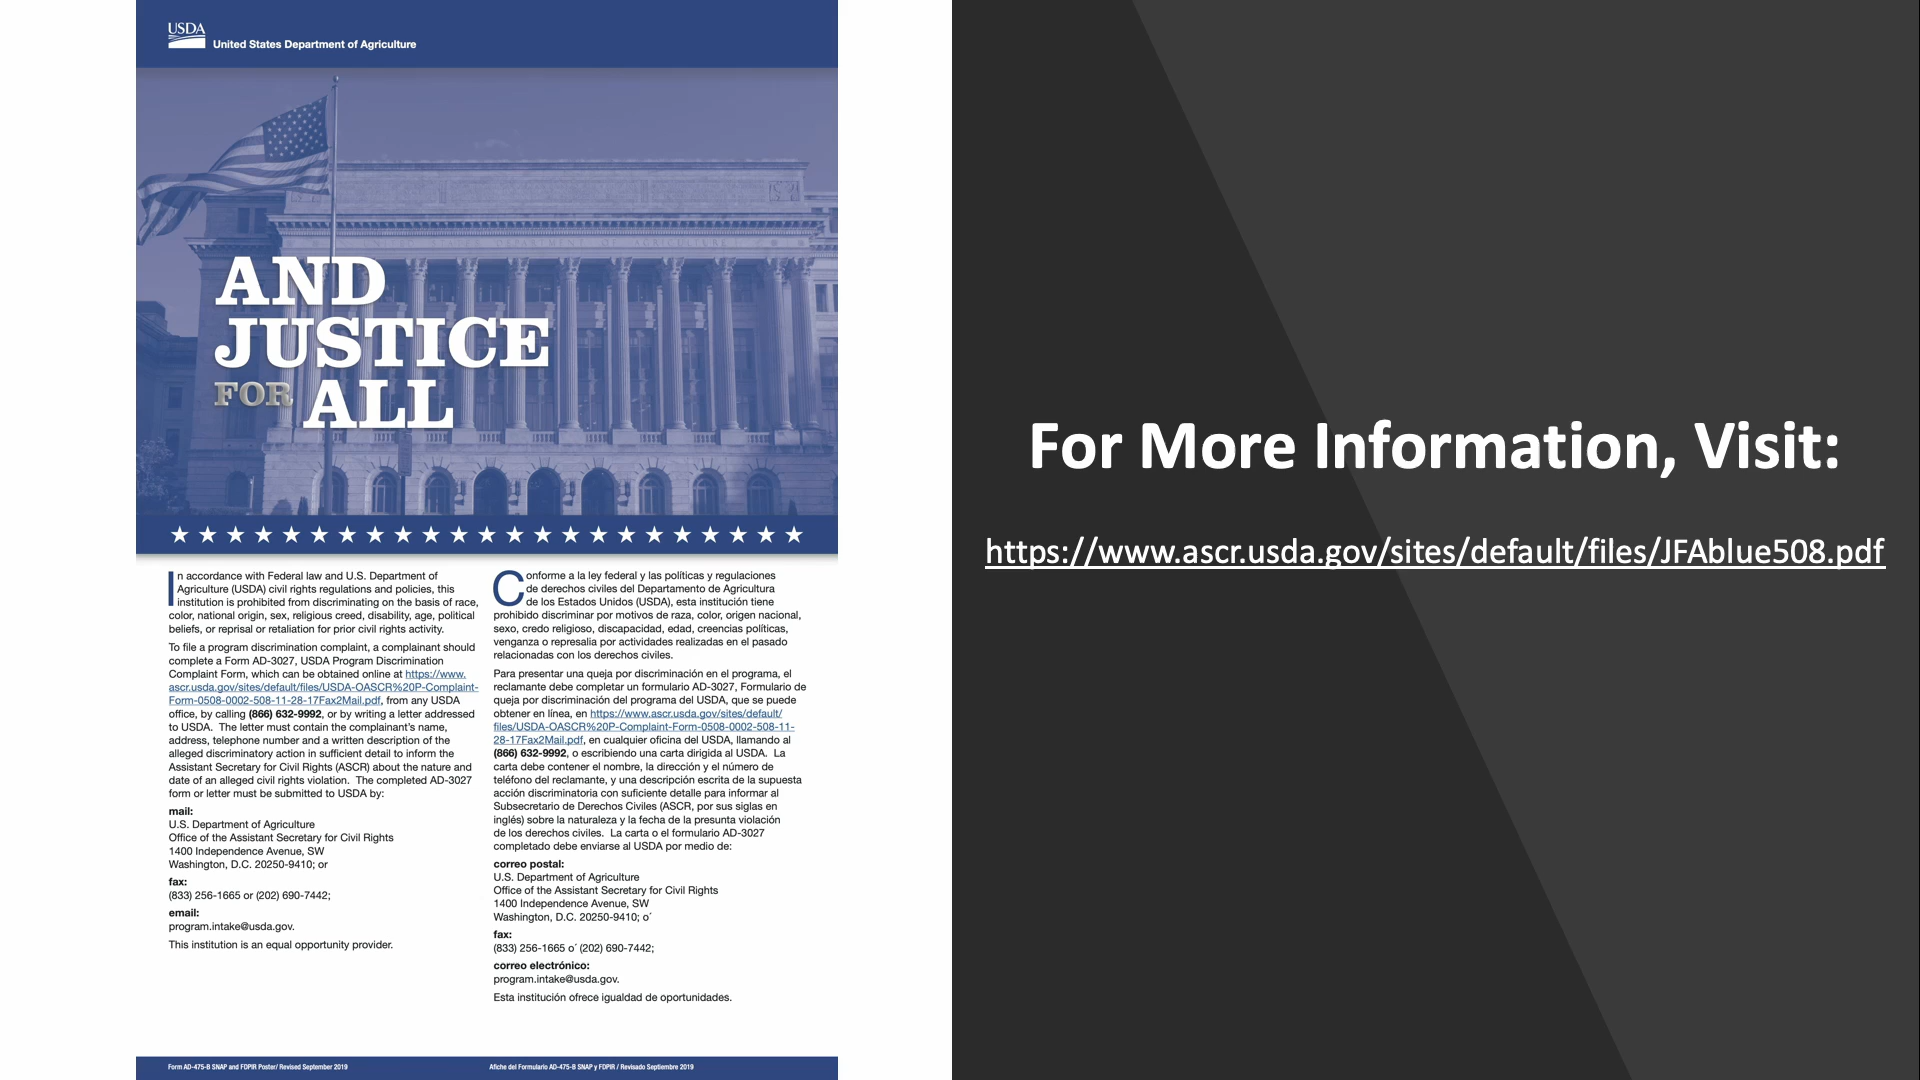 USDA
United States Department of Agriculture
AND
JUSTICE
FOR ALL
In accordance with Federal law and U.S. Department of
Agriculture (USDA) civil rights regulations and policies, this
institution is prohibited from discriminating on the basis of race,
color, national origin, sex, religious creed, disability, age, political
beliefs, or reprisal or retaliation for prior civil rights activity.
To file a program discrimination complaint, a complainant should
complete a Form AD-3027, USDA Program Discrimination
Complaint Form, which can be obtained online at https://www.
ascr.usda.gov/sites/default/files/USDA-OASCR%20P-Complaint-
Form-0508-0002-508-11-28-17Fax2Mail.pdf, from any USDA
office, by calling (866) 632-9992, or by writing a letter addressed
to USDA.  The letter must contain the complainant's name,
address, telephone number and a written description of the
alleged discriminatory action in sufficient detail to inform the
Assistant Secretary for Civil Rights (ASCR) about the nature and
date of an alleged civil rights violation.  The completed AD-3027
form or letter must be submitted to USDA by:
mail:
U.S. Department of Agriculture
Office of the Assistant Secretary for Civil Rights
1400 Independence Avenue, SW
Washington, D.C. 20250-9410; or
fax:
(833) 256-1665 or (202) 690-7442;
email:
program.intake@usda.gov.
This institution is an equal opportunity provider.
Conforme a la ley federal y las políticas y regulaciones
de derechos civiles del Departamento de Agricultura
de los Estados Unidos (USDA), esta institución tiene
prohibido discriminar por motivos de raza, color, origen nacional,
sexo, credo religioso, discapacidad, edad, creencias políticas,
venganza o represalia por actividades realizadas en el pasado
relacionadas con los derechos civiles.
Para presentar una queja por discriminación en el programa, el
reclamante debe completar un formulario AD-3027, Formulario de
queja por discriminación del programa del USDA, que se puede
obtener en línea, en https://www.ascr.usda.gov/sites/default/
files/USDA-OASCR%20P-Complaint-Form-0508-0002-508-11-
28-17Fax2Mail.pdf, en cualquier oficina del USDA, llamando al
(866) 632-9992, o escribiendo una carta dirigida al USDA.  La
carta debe contener el nombre, la dirección y el número de
teléfono del reclamante, y una descripción escrita de la supuesta
acción discriminatoria con suficiente detalle para informar al
Subsecretario de Derechos Civiles (ASCR, por sus siglas en
inglés) sobre la naturaleza y la fecha de la presunta violación
de los derechos civiles.  La carta o el formulario AD-3027
completado debe enviarse al USDA por medio de:
correo postal:
U.S. Department of Agriculture
Office of the Assistant Secretary for Civil Rights
1400 Independence Avenue, SW
Washington, D.C. 20250-9410; o´
fax:
(833) 256-1665 o´ (202) 690-7442;
correo electrónico:
program.intake@usda.gov.
Esta institución ofrece igualdad de oportunidades.
Form AD-475-B SNAP and FDPIR Poster/ Revised September 2019
Afiche del Formulario AD-475-B SNAP y FDPIR / Revisado Septiembre 2019
For More Information, Visit:
https://www.ascr.usda.gov/sites/default/files/JFAblue508.pdf